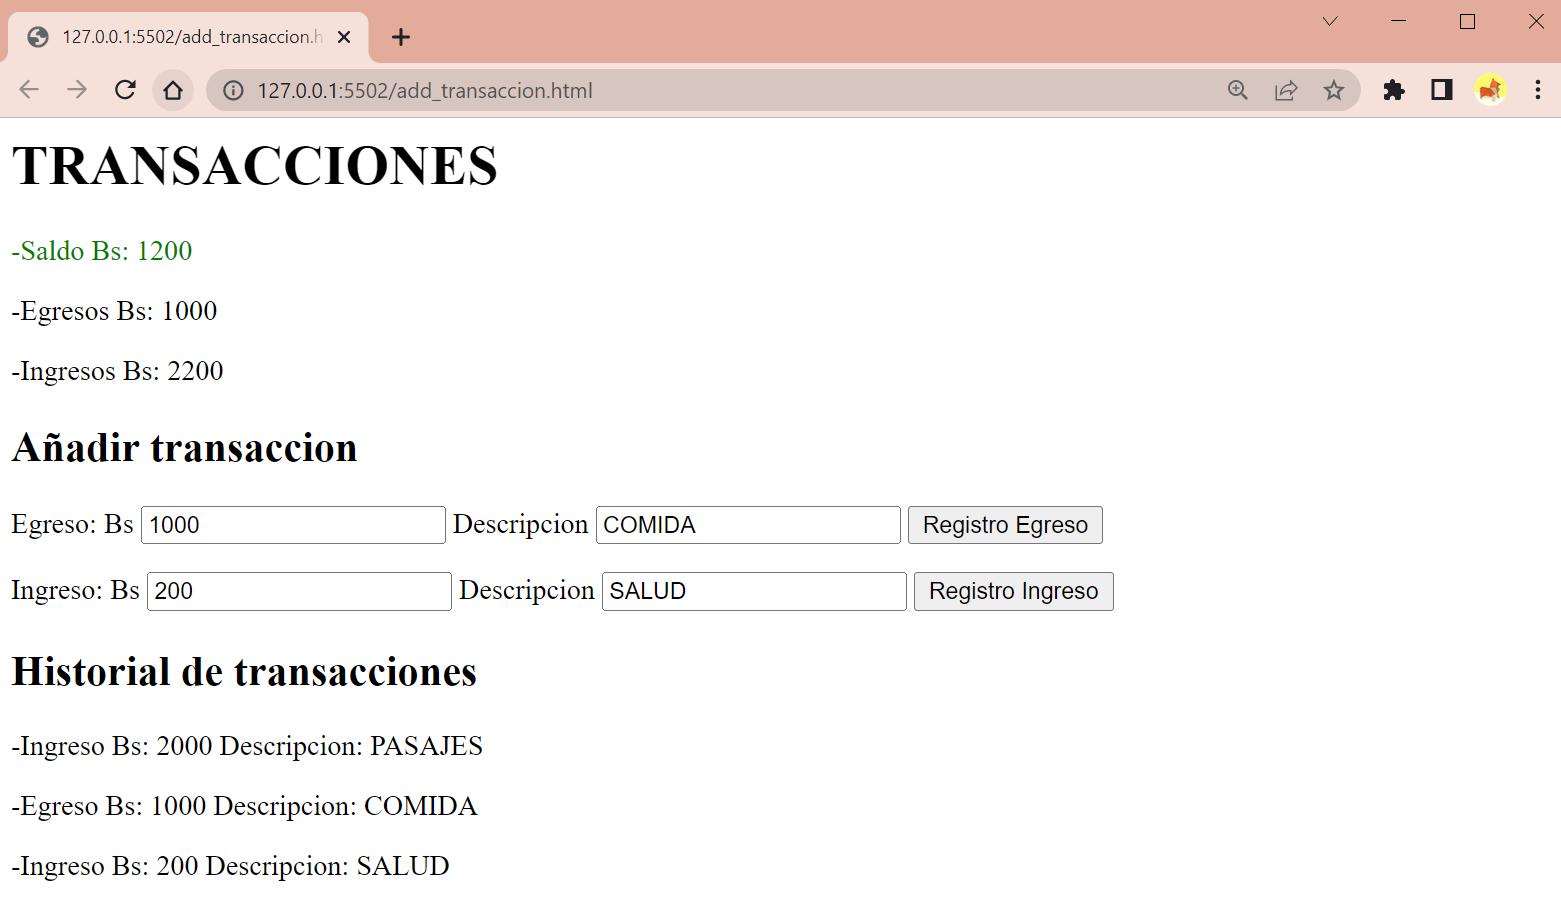 127.0.0.1:5502/add_transaccion.h
127.0.0.1:5502/add_transaccion.html
TRANSACCIONES
-Saldo Bs: 1200
-Egresos Bs: 1000
-Ingresos Bs: 2200
Añadir transaccion
Egreso: Bs 1000 Descripcion COMIDA Registro Egreso
Ingreso: Bs 200 Descripcion SALUD Registro Ingreso
Historial de transacciones
-Ingreso Bs: 2000 Descripcion: PASAJES
-Egreso Bs: 1000 Descripcion: COMIDA
-Ingreso Bs: 200 Descripcion: SALUD